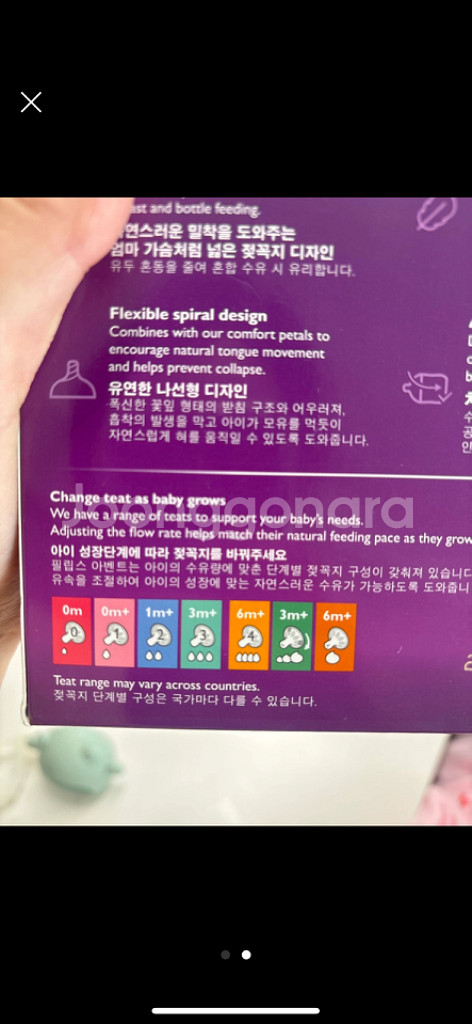 ast and bottle feeding.
자연스러운 밀착을 도와주는
엄마 가슴처럼 넓은 젖꼭지 디자인
유두 혼동을 줄여 혼합 수유 시 유리합니다.
Flexible spiral design
Combines with our comfort petals to
encourage natural tongue movement
and helps prevent collapse.
유연한 나선형 디자인
폭신한 꽃잎 형태의 받침 구조와 어우러져,
흡착의 발생을 막고 아이가 모유를 먹듯이
자연스럽게 혀를 움직일 수 있도록 도와줍니다.
Change teat as baby grows
Joongonara
We have a range of teats to support your baby's needs.
Adjusting the flow rate helps match their natural feeding pace as they grow
아이 성장단계에 따라 젖꼭지를 바꿔주세요
필립스 아벤트는 아이의 수유량에 맞춘 단계별 젖꼭지 구성이 갖춰져 있습니다
유속을 조절하여 아이의 성장에 맞는 자연스러운 수유가 가능하도록 도와줍니
0m 0m+ 1m+ 3m+ 6m+ 3m+ 6m+
0 1 2 3 4
Teat range may vary across countries.
젖꼭지 단계별 구성은 국가마다 다를 수 있습니다.